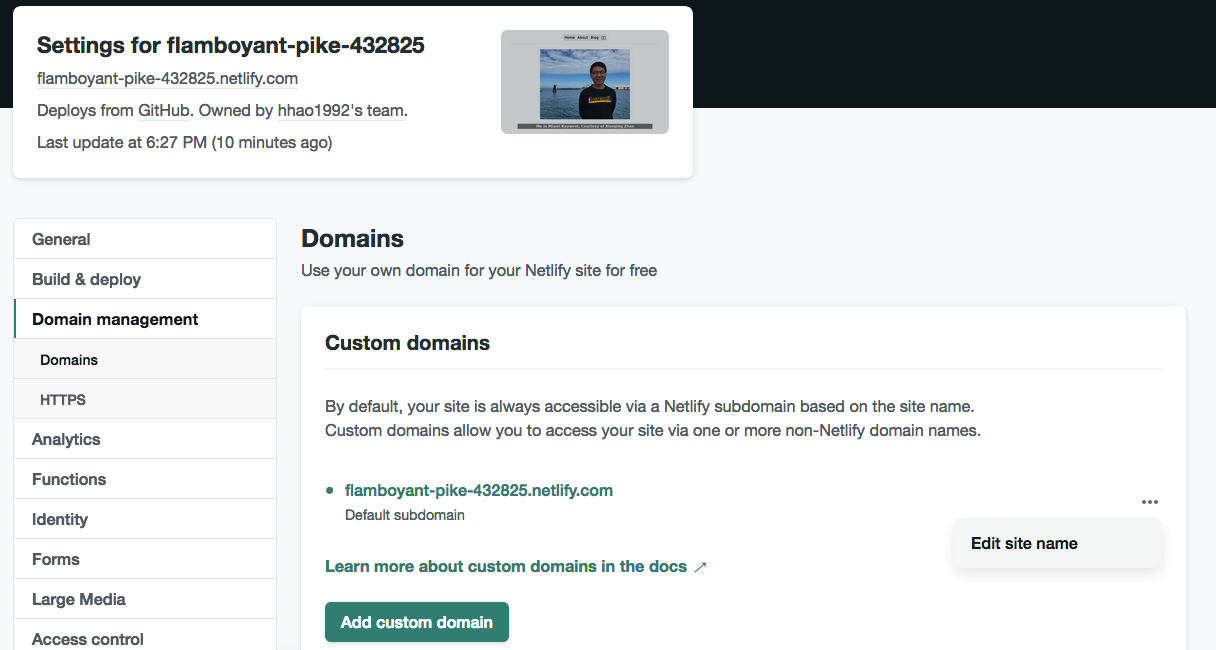 Settings for flamboyant-pike-432825
flamboyant-pike-432825.netlify.com
Deploys from GitHub. Owned by hhao1992's team.
Last update at 6:27 PM (10 minutes ago)
Home About Blog
General
Build & deploy
Domain management
Domains
HTTPS
Analytics
Functions
Identity
Forms
Large Media
Access control
Domains
Use your own domain for your Netlify site for free
Custom domains
By default, your site is always accessible via a Netlify subdomain based on the site name.
Custom domains allow you to access your site via one or more non-Netlify domain names.
flamboyant-pike-432825.netlify.com
Default subdomain
Edit site name
Learn more about custom domains in the docs ↗
Add custom domain